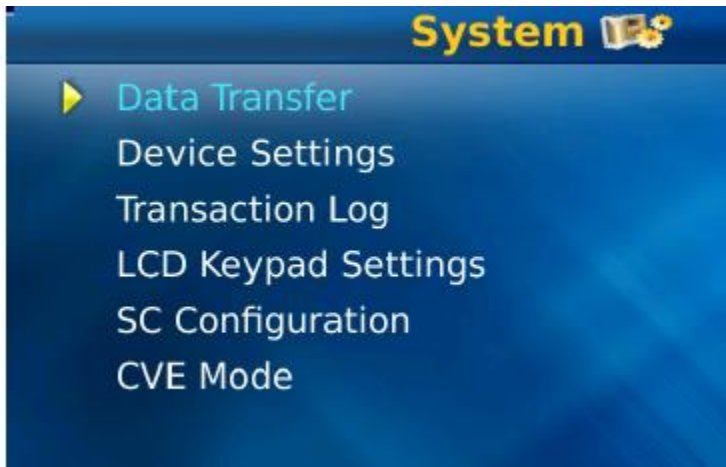 System
Data Transfer
Device Settings
Transaction Log
LCD Keypad Settings
SC Configuration
CVE Mode